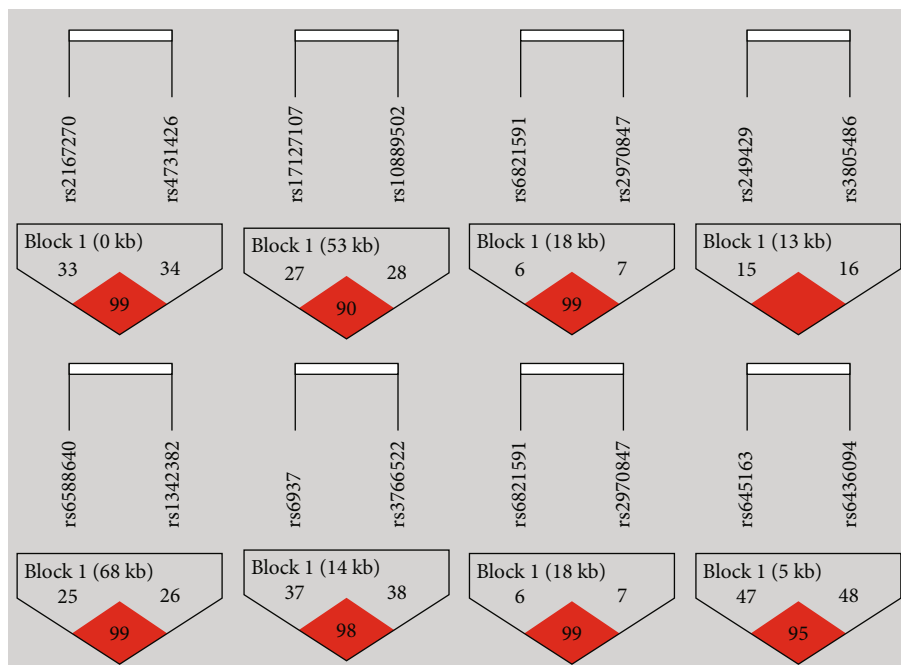 rs2167270 rs4731426 rs17127107 rs10889502 rs6821591 rs2970847 rs249429 rs3805486
Block 1 (0 kb) Block 1 (53 kb) Block 1 (18 kb) Block 1 (13 kb)
33 34 27 28 6 7 15 16
99 90 99
rs6588640 rs1342382 rs6937 rs3766522 rs6821591 rs2970847 rs645163 rs6436094
Block 1 (68 kb) Block 1 (14 kb) Block 1 (18 kb) Block 1 (5 kb)
25 26 37 38 6 7 47 48
99 98 99 95